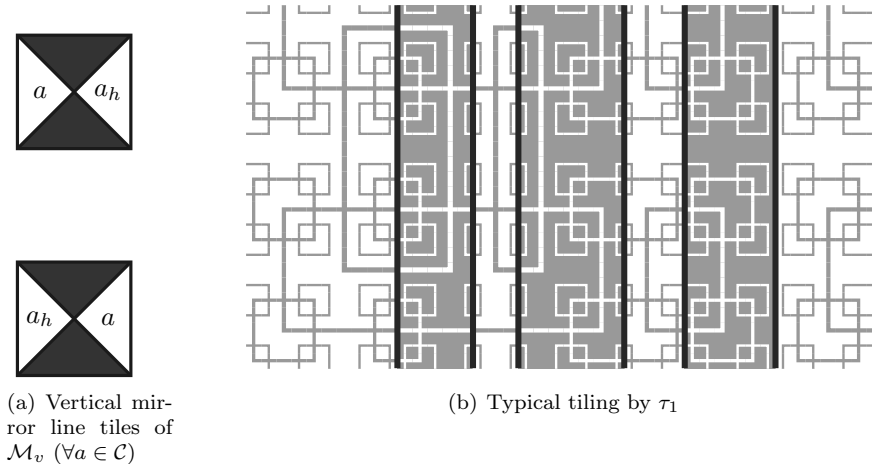 a a_h
a_h a
(a) Vertical mir-
ror line tiles of
M_v (∀a ∈ C)
(b) Typical tiling by τ_1